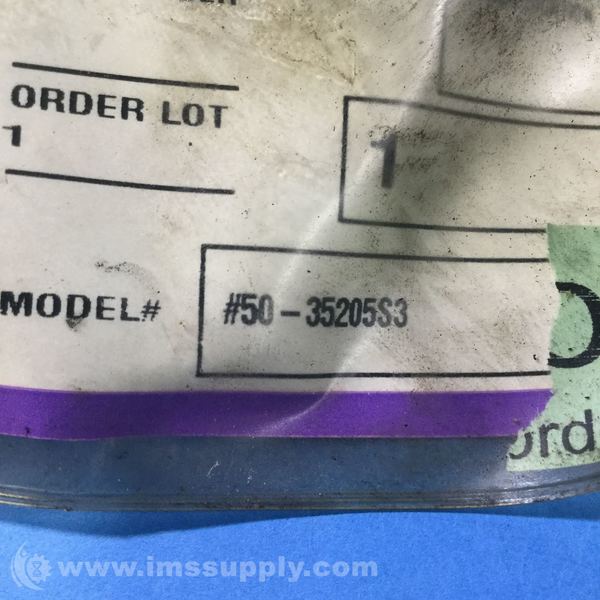 ORDER LOT
1
1
MODEL# #50-35205S3
ord
www.imssupply.com